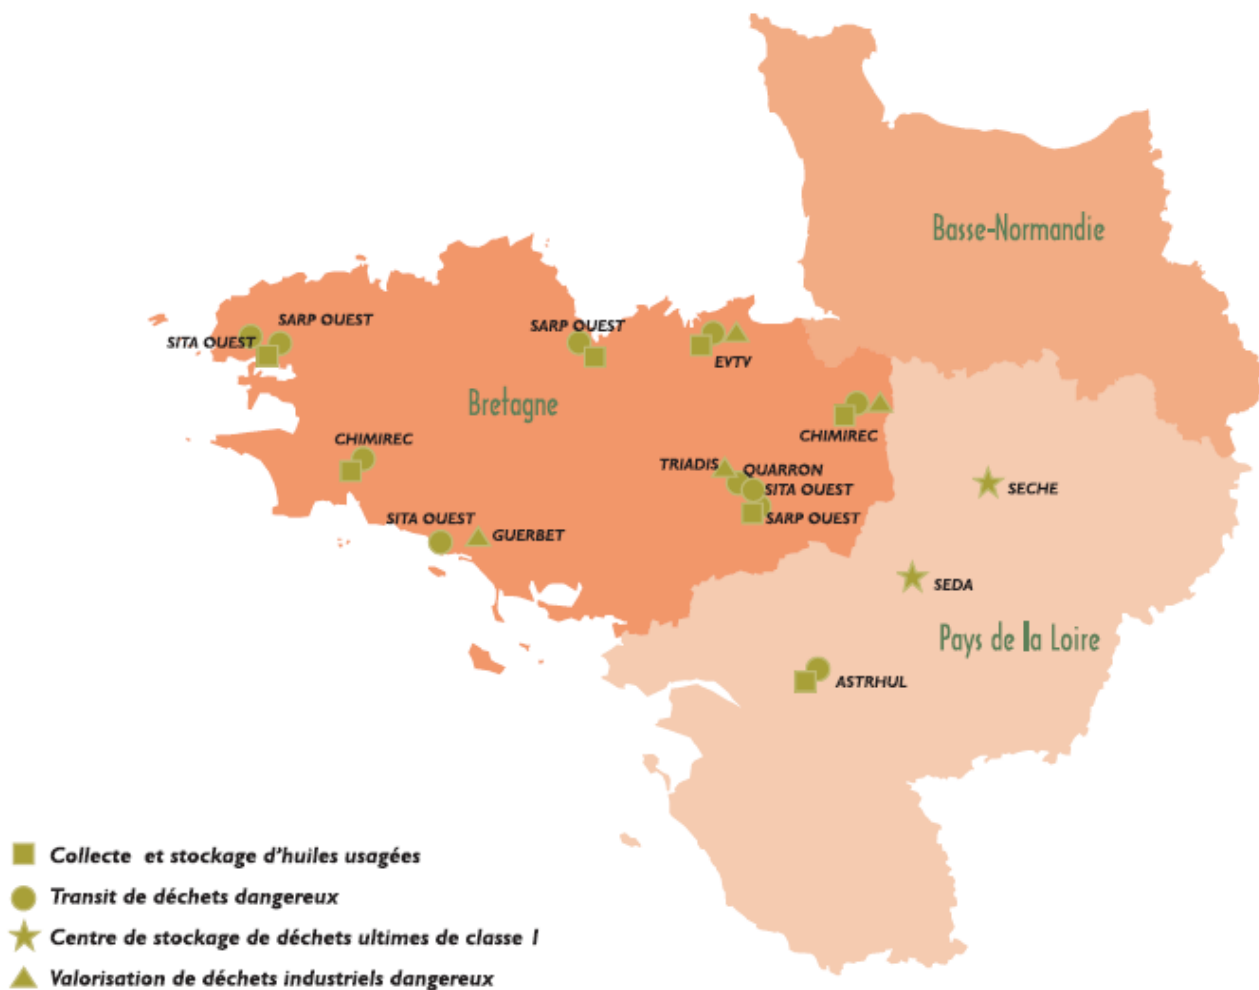 Basse-Normandie
SARP OUEST
SITA OUEST
SARP OUEST
EVTV
Bretagne
CHIMIREC
CHIMIREC
TRIADIS
QUARRON
SITA OUEST
SARP OUEST
SECHE
SITA OUEST
GUERBET
SEDA
Pays de la Loire
ASTRHUL
Collecte et stockage d'huiles usagées
Transit de déchets dangereux
Centre de stockage de déchets ultimes de classe I
Valorisation de déchets industriels dangereux